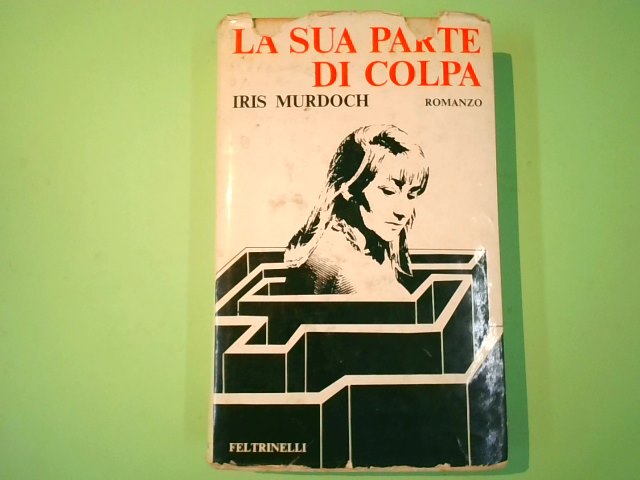 LA SUA PARTE
DI COLPA
IRIS MURDOCH ROMANZO
FELTRINELLI